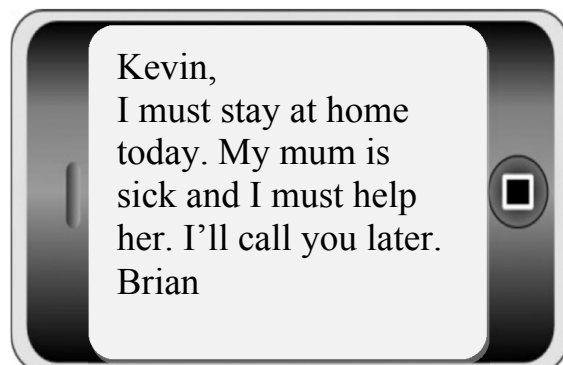 Kevin,
I must stay at home
today. My mum is
sick and I must help
her. I’ll call you later.
Brian